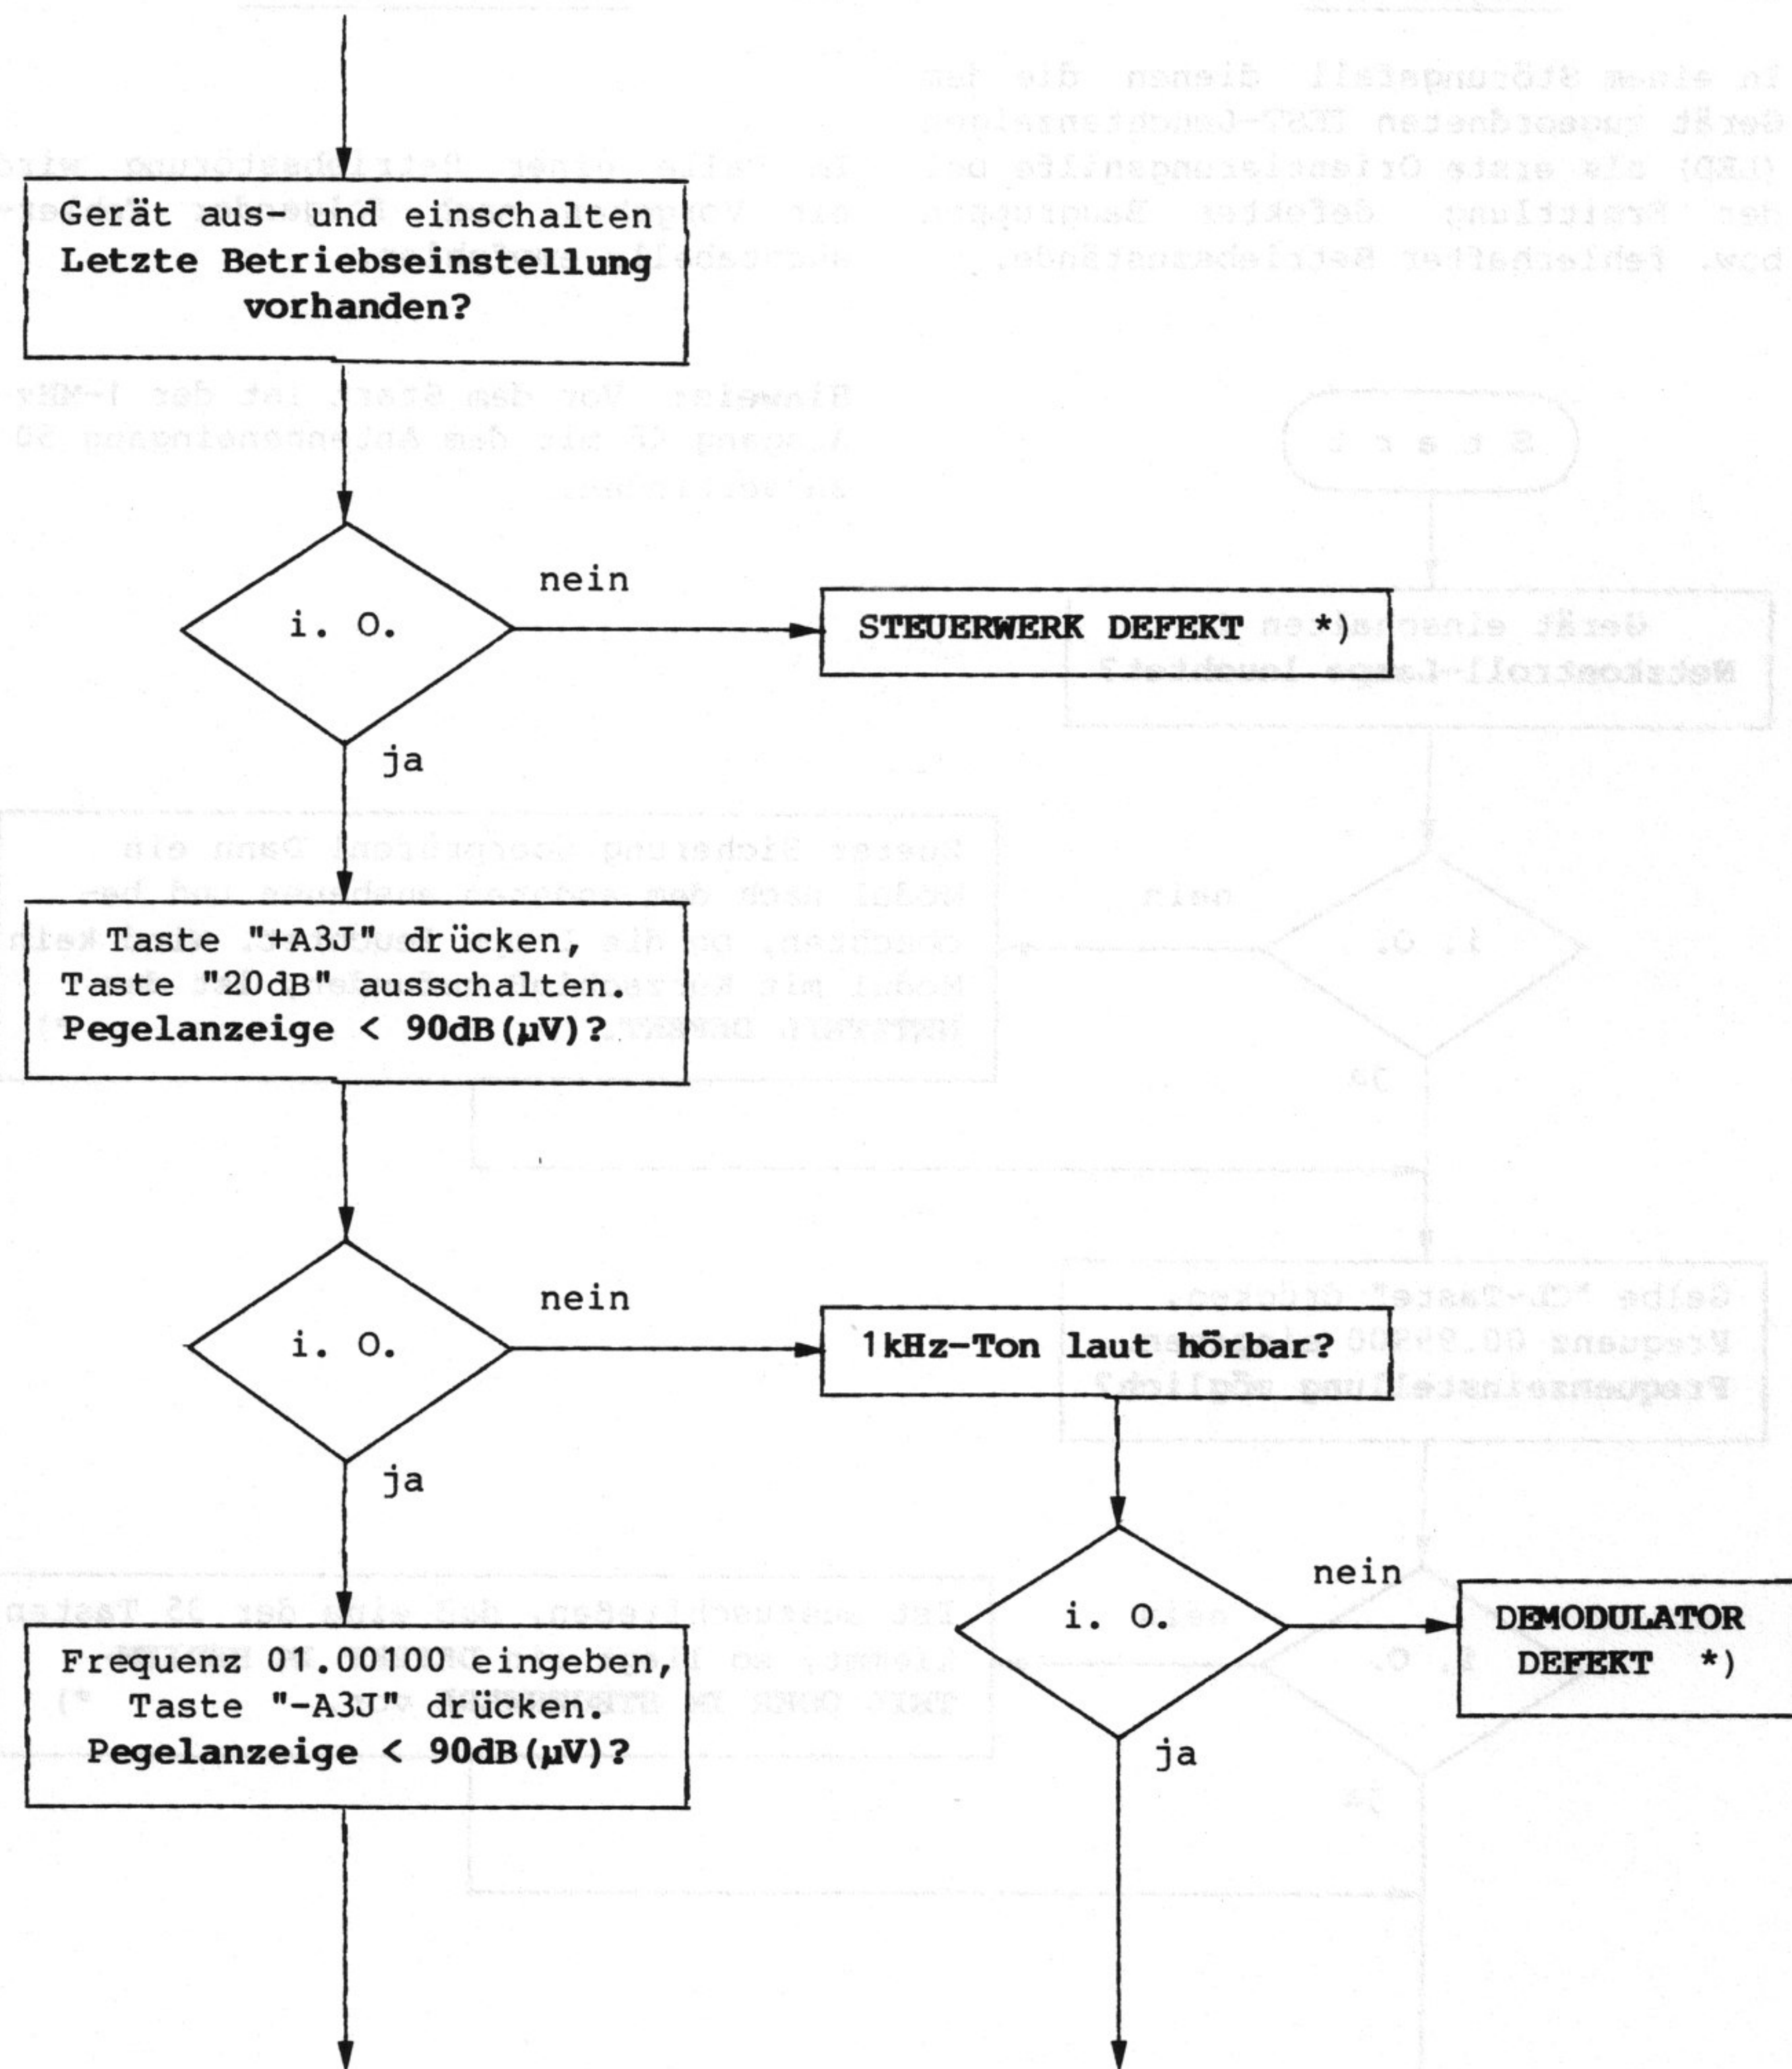 Gerät aus- und einschalten
Letzte Betriebseinstellung
vorhanden?
i. O.
nein
STEUERWERK DEFEKT *)
ja
Taste "+A3J" drücken,
Taste "20dB" ausschalten.
Pegelanzeige < 90dB(µV)?
i. O.
nein
1kHz-Ton laut hörbar?
ja
i. O.
nein
DEMODULATOR
DEFEKT *)
ja
Frequenz 01.00100 eingeben,
Taste "-A3J" drücken.
Pegelanzeige < 90dB(µV)?